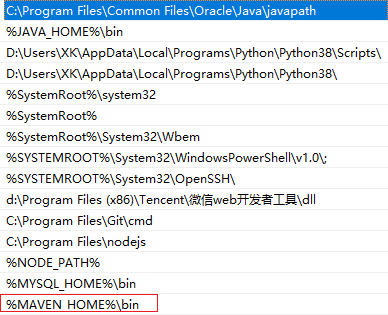 C:\Program Files\Common Files\Oracle\Java\javapath
%JAVA_HOME%\bin
D:\Users\XK\AppData\Local\Programs\Python\Python38\Scripts\
D:\Users\XK\AppData\Local\Programs\Python\Python38\
%SystemRoot%\system32
%SystemRoot%
%SystemRoot%\System32\Wbem
%SYSTEMROOT%\System32\WindowsPowerShell\v1.0\;
%SYSTEMROOT%\System32\OpenSSH\
d:\Program Files (x86)\Tencent\微信web开发者工具\dll
C:\Program Files\Git\cmd
C:\Program Files\nodejs
%NODE_PATH%
%MYSQL_HOME%\bin
%MAVEN_HOME%\bin